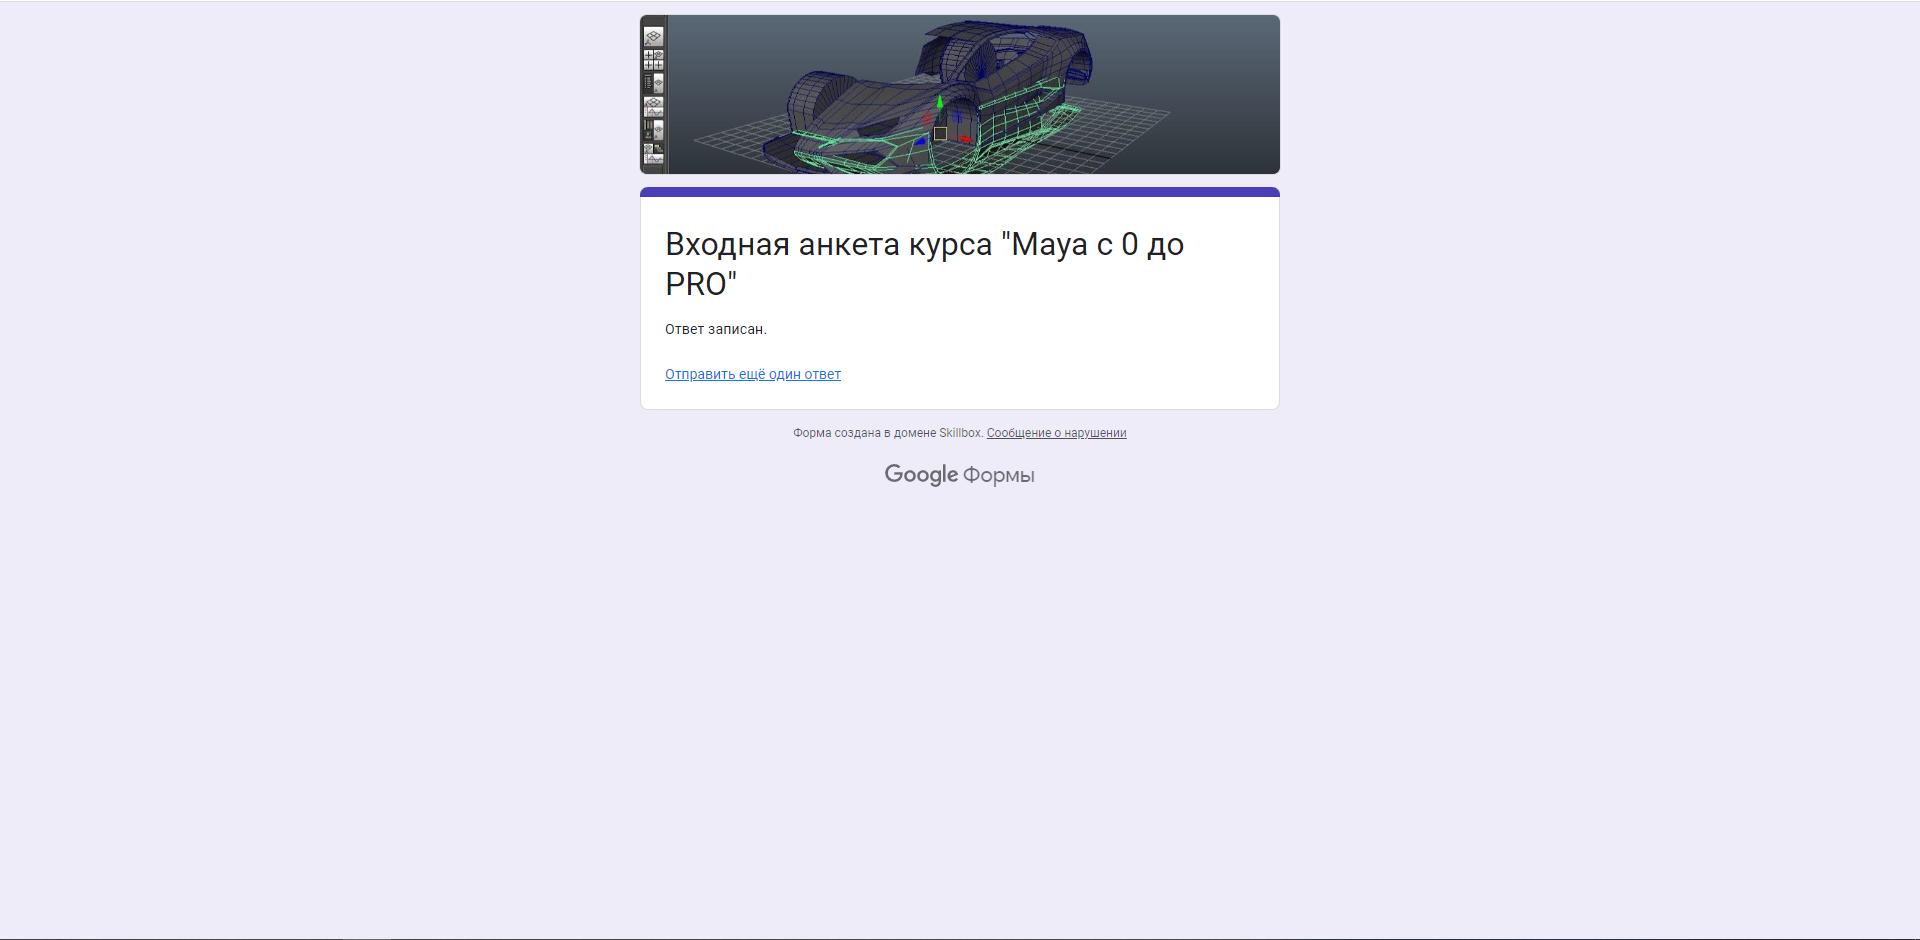 Входная анкета курса "Maya с 0 до
PRO"
Ответ записан.
Отправить ещё один ответ
Форма создана в домене Skillbox. Сообщение о нарушении
Google Формы